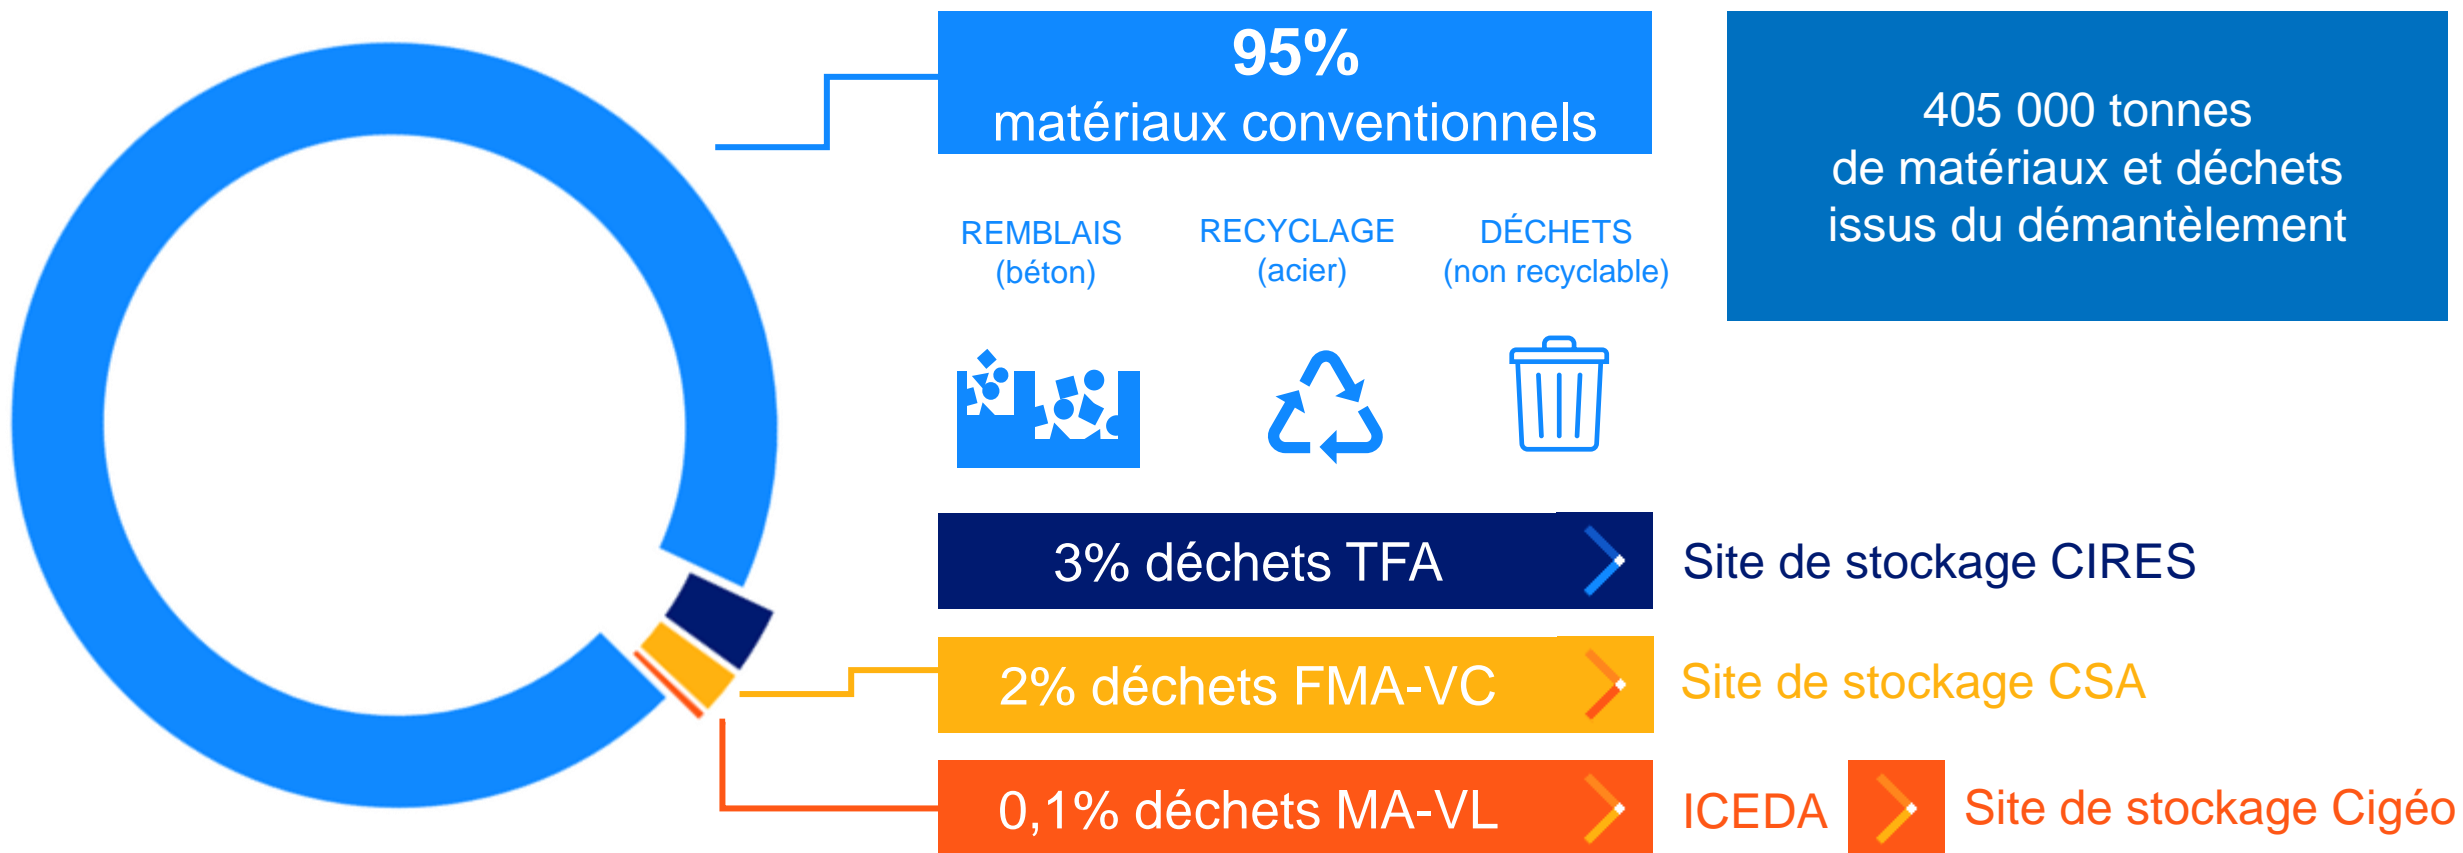 95%
matériaux conventionnels
405 000 tonnes
de matériaux et déchets
issus du démantèlement
REMBLAIS
(béton)
RECYCLAGE
(acier)
DÉCHETS
(non recyclable)
3% déchets TFA
Site de stockage CIRES
2% déchets FMA-VC
Site de stockage CSA
0,1% déchets MA-VL
ICEDA
Site de stockage Cigéo